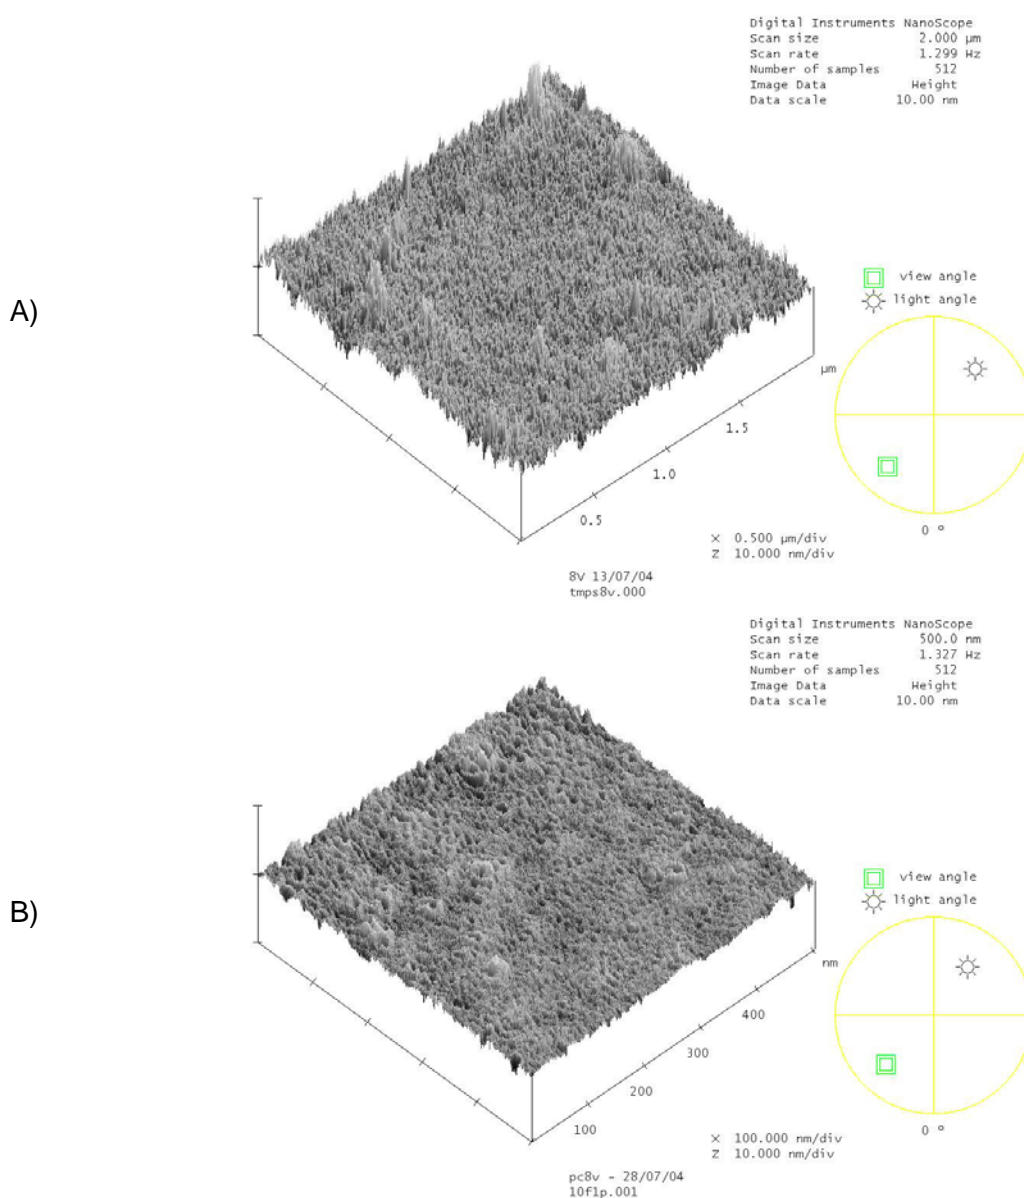 Digital Instruments NanoScope
Scan size 2.000 µm
Scan rate 1.299 Hz
Number of samples 512
Image Data Height
Data scale 10.00 nm
view angle
light angle
A)
µm
1.5
1.0
0.5
0 º
X 0.500 µm/div
Z 10.000 nm/div
8V 13/07/04
tmps8v.000
Digital Instruments NanoScope
Scan size 500.0 nm
Scan rate 1.327 Hz
Number of samples 512
Image Data Height
Data scale 10.00 nm
view angle
light angle
B)
nm
400
300
200
100
0 º
X 100.000 nm/div
Z 10.000 nm/div
pc8v - 28/07/04
10f1p.001